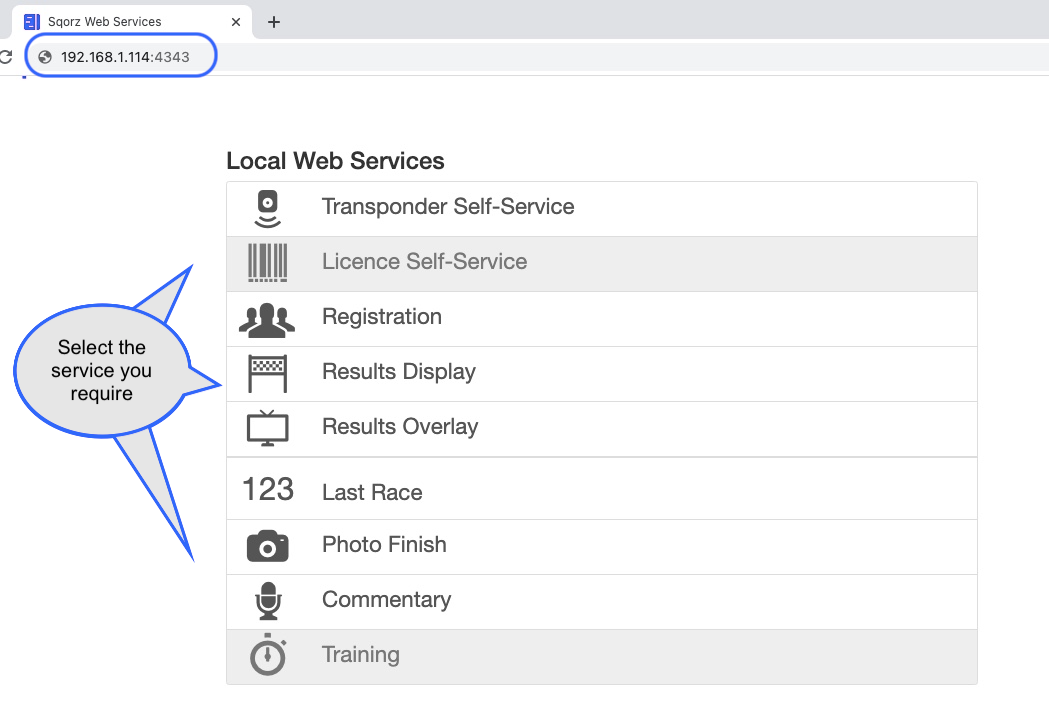 Sqorz Web Services
192.168.1.114:4343
Local Web Services
Transponder Self-Service
Licence Self-Service
Registration
Results Display
Results Overlay
123 Last Race
Photo Finish
Commentary
Training
Select the
service you
require